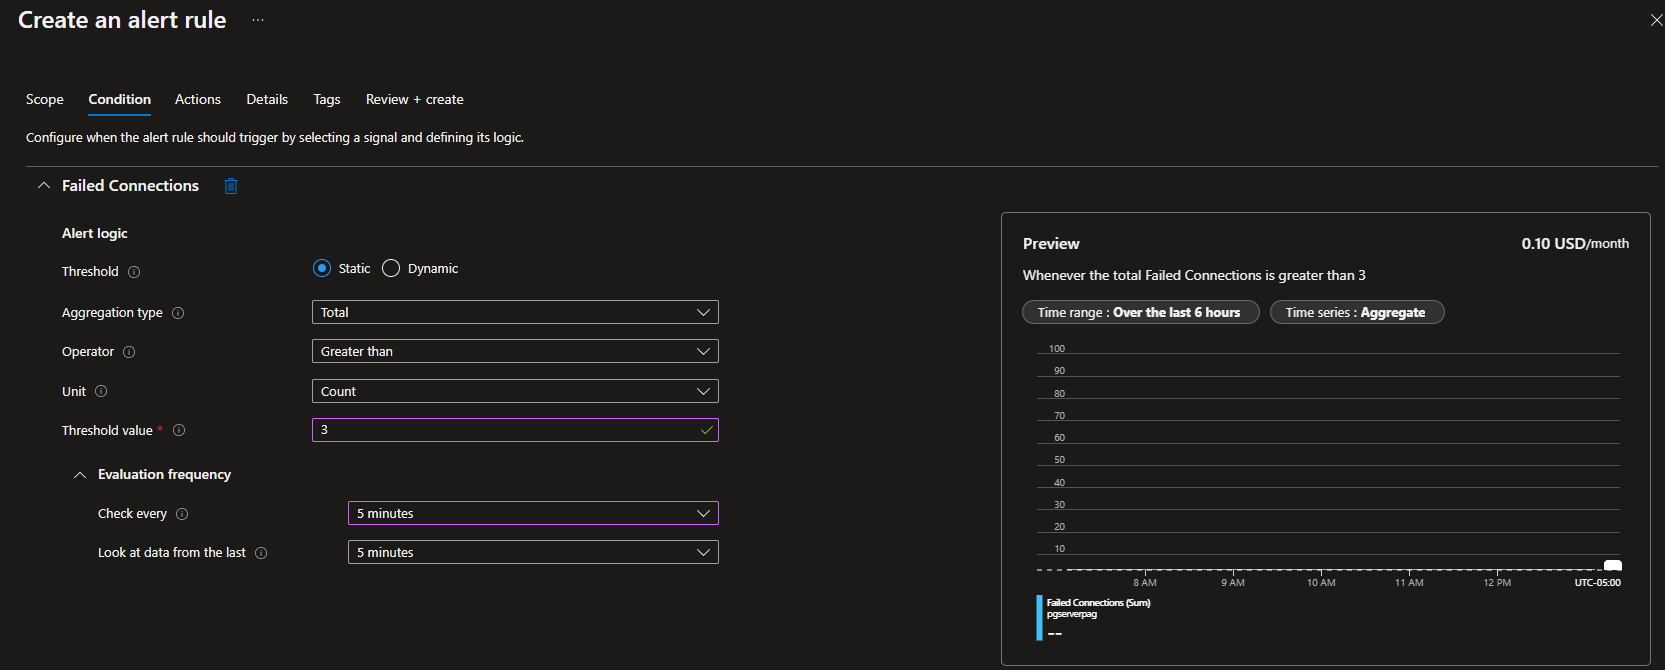 Create an alert rule ...
Scope Condition Actions Details Tags Review + create
Configure when the alert rule should trigger by selecting a signal and defining its logic.
Failed Connections
Alert logic
Threshold Static Dynamic
Aggregation type Total
Operator Greater than
Unit Count
Threshold value * 3
Evaluation frequency
Check every 5 minutes
Look at data from the last 5 minutes
Preview 0.10 USD/month
Whenever the total Failed Connections is greater than 3
Time range : Over the last 6 hours Time series : Aggregate
100
90
80
70
60
50
40
30
20
10
8 AM 9 AM 10 AM 11 AM 12 PM UTC-05:00
Failed Connections (Sum)
pgserverpag
--